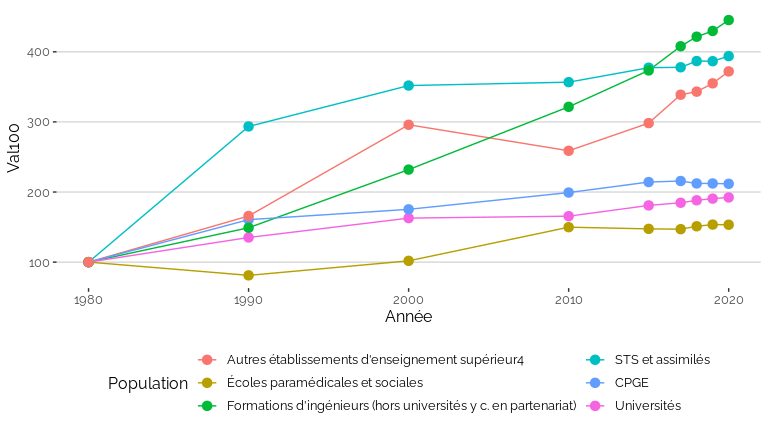 Val100
400
300
200
100
1980
1990
2000
2010
2020
Année
Population
Autres établissements d'enseignement supérieur4
Écoles paramédicales et sociales
Formations d'ingénieurs (hors universités y c. en partenariat)
STS et assimilés
CPGE
Universités